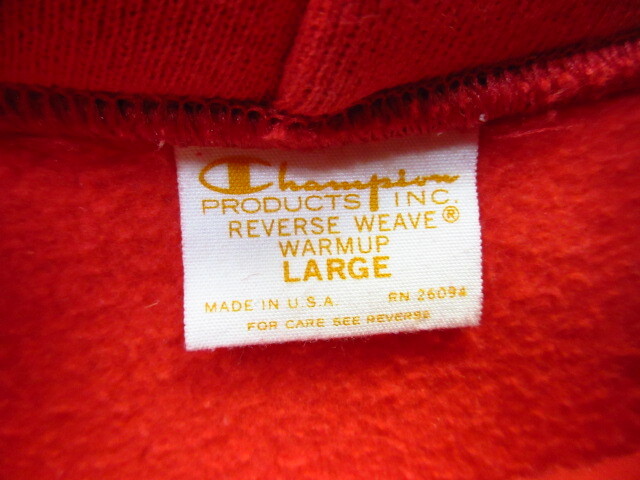 Champion
PRODUCTS INC.
REVERSE WEAVE®
WARMUP
LARGE
MADE IN U.S.A. RN 26094
FOR CARE SEE REVERSE